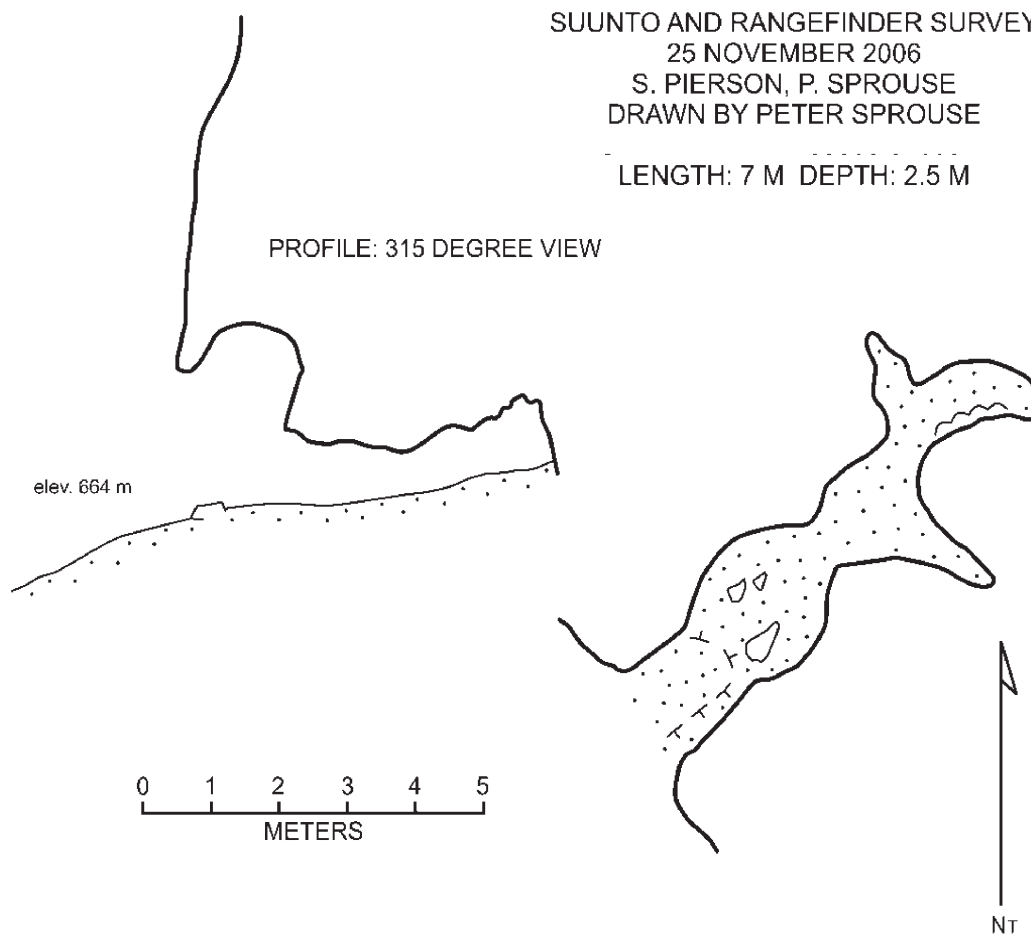 SUUNTO AND RANGEFINDER SURVEY
25 NOVEMBER 2006
S. PIERSON, P. SPROUSE
DRAWN BY PETER SPROUSE
LENGTH: 7 M DEPTH: 2.5 M
PROFILE: 315 DEGREE VIEW
elev. 664 m
0 1 2 3 4 5
METERS
NT